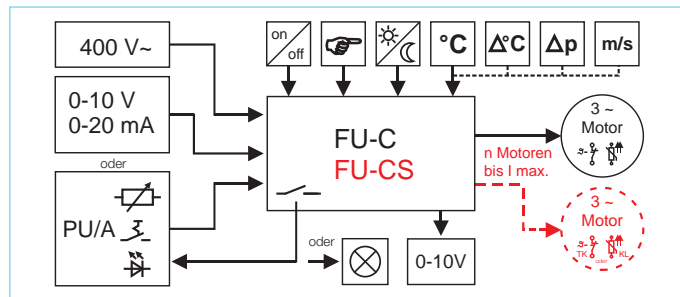 400 V~
on
off
°C
Δ°C
Δp
m/s
0-10 V
0-20 mA
oder
PU/A
FU-C
FU-CS
oder
0-10V
n Motoren
bis I max.
3 ~
Motor
3 ~
Motor
TK
oder
KL